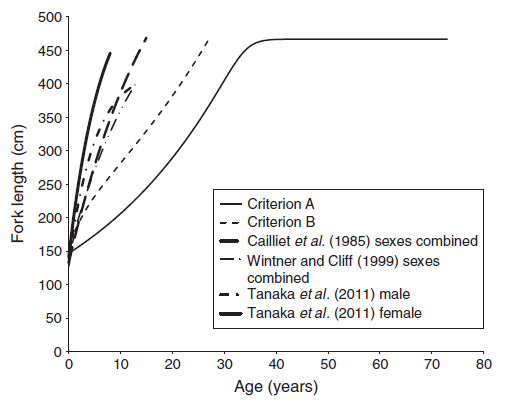 500
450
400
350
300
250
200
150
100
50
0
Fork length (cm)
Criterion A
Criterion B
Cailliet et al. (1985) sexes combined
Wintner and Cliff (1999) sexes
combined
Tanaka et al. (2011) male
Tanaka et al. (2011) female
0 10 20 30 40 50 60 70 80
Age (years)